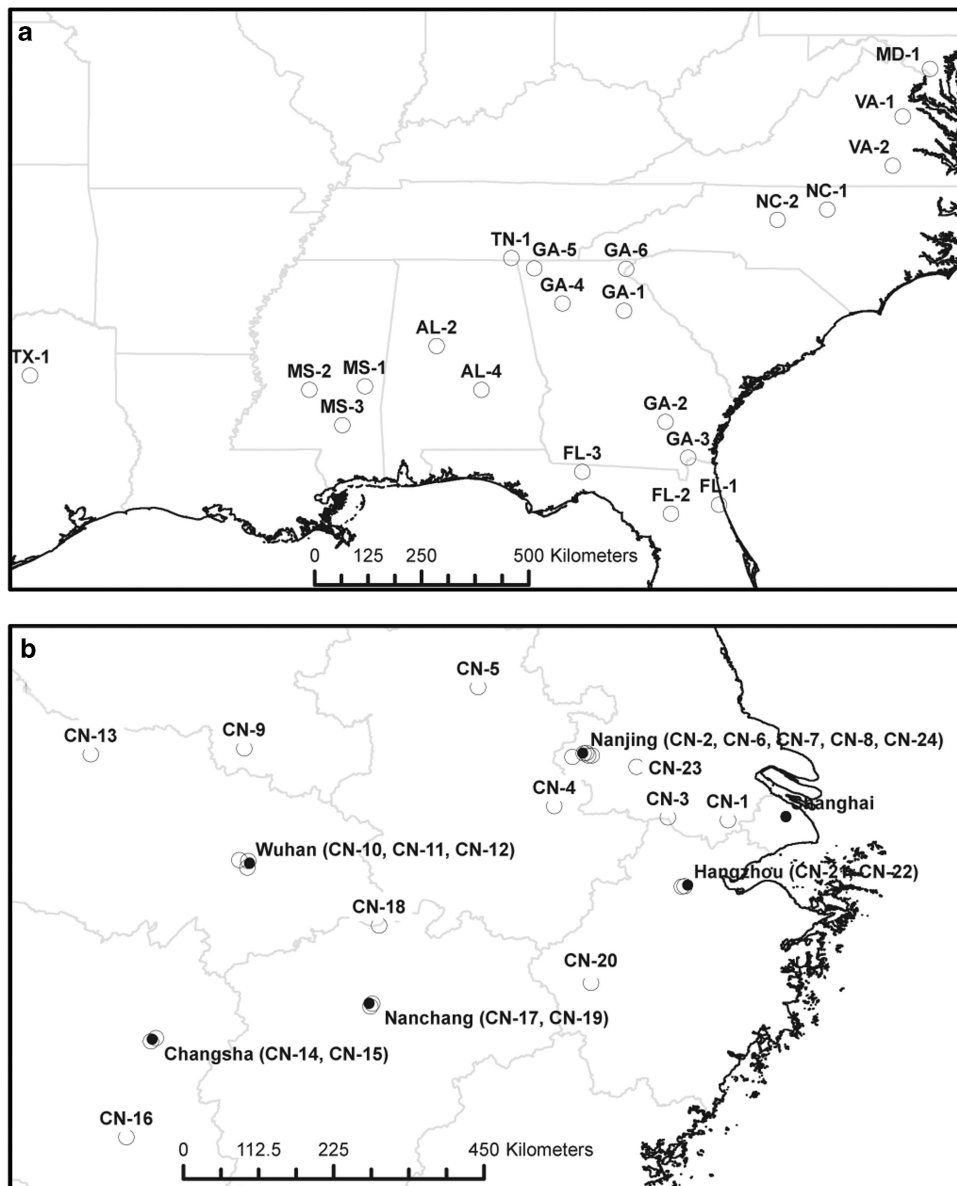 a
MD-1
VA-1
VA-2
NC-2 NC-1
TN-1 GA-5 GA-6
GA-4 GA-1
AL-2
TX-1 MS-2 MS-1 AL-4
MS-3
GA-2
GA-3
FL-3
FL-2 FL-1
0 125 250 500 Kilometers
b
CN-5
CN-13 CN-9
Nanjing (CN-2, CN-6, CN-7, CN-8, CN-24)
CN-23
CN-4 CN-3 CN-1 Shanghai
Wuhan (CN-10, CN-11, CN-12)
Hangzhou (CN-21, CN-22)
CN-18
CN-20
Nanchang (CN-17, CN-19)
Changsha (CN-14, CN-15)
CN-16
0 112.5 225 450 Kilometers